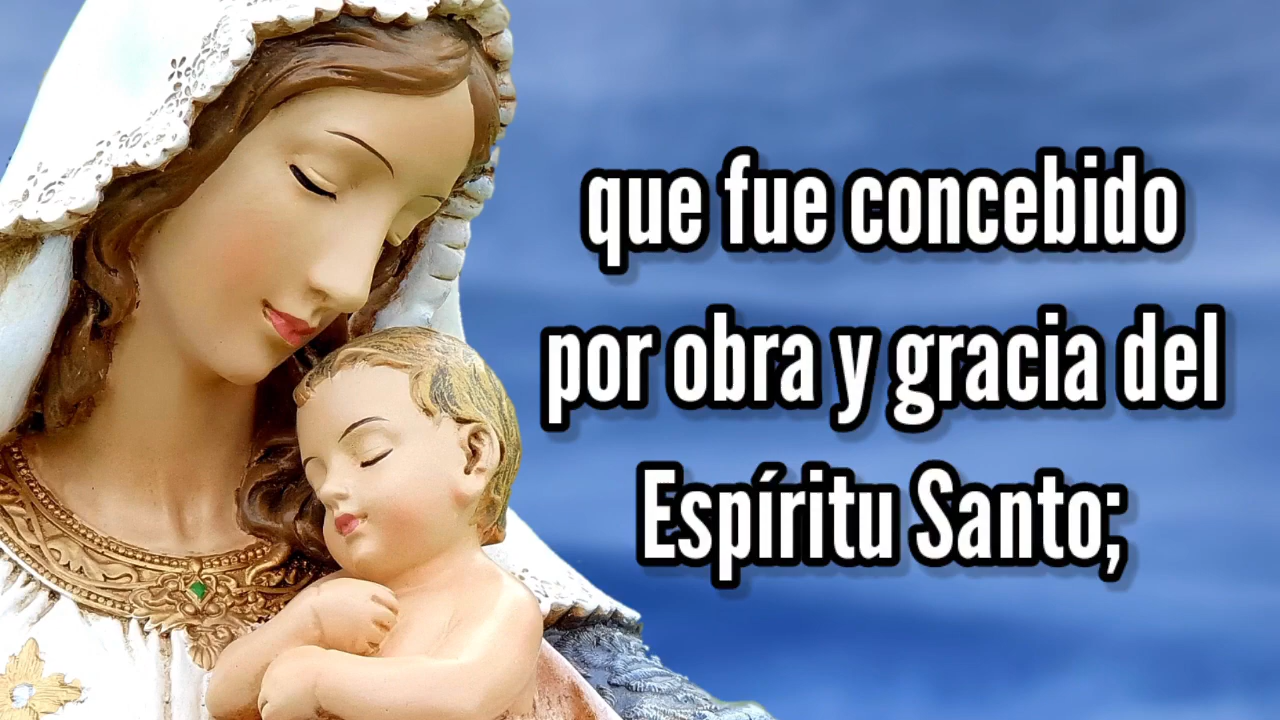 que fue concebido
por obra y gracia del
Espíritu Santo;